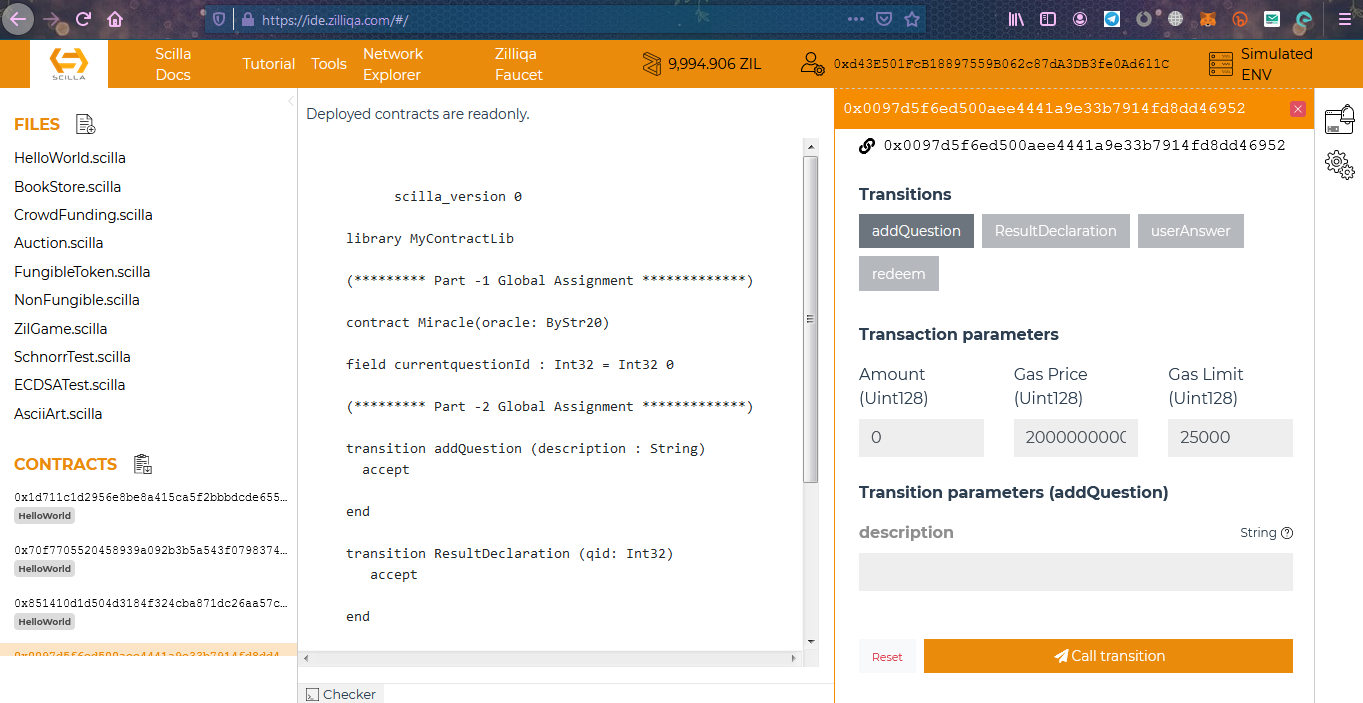 https://ide.zilliqa.com/#/
SCILLA
Scilla Docs
Tutorial
Tools
Network Explorer
Zilliqa Faucet
9,994.906 ZIL
0xd43E501FcB18897559B062c87dA3DB3fe0Ad611C
Simulated ENV
FILES
HelloWorld.scilla
BookStore.scilla
CrowdFunding.scilla
Auction.scilla
FungibleToken.scilla
NonFungible.scilla
ZilGame.scilla
SchnorrTest.scilla
ECDSATest.scilla
AsciiArt.scilla
CONTRACTS
0x1d711c1d2956e8be8a415ca5f2bbbdcde655…
HelloWorld
0x70f7705520458939a092b3b5a543f0798374…
HelloWorld
0x851410d1d504d3184f324cba871dc26aa57c…
HelloWorld
0x0097d5f6ed500aee4441a9e33b7914fd8dd4…
Deployed contracts are readonly.
scilla_version 0
library MyContractLib
(********* Part -1 Global Assignment *************)
contract Miracle(oracle: ByStr20)
field currentquestionId : Int32 = Int32 0
(********* Part -2 Global Assignment *************)
transition addQuestion (description : String)
accept
end
transition ResultDeclaration (qid: Int32)
accept
end
Checker
0x0097d5f6ed500aee4441a9e33b7914fd8dd46952
0x0097d5f6ed500aee4441a9e33b7914fd8dd46952
Transitions
addQuestion
ResultDeclaration
userAnswer
redeem
Transaction parameters
Amount (Uint128)
Gas Price (Uint128)
Gas Limit (Uint128)
0
2000000000
25000
Transition parameters (addQuestion)
description
String
Reset
Call transition